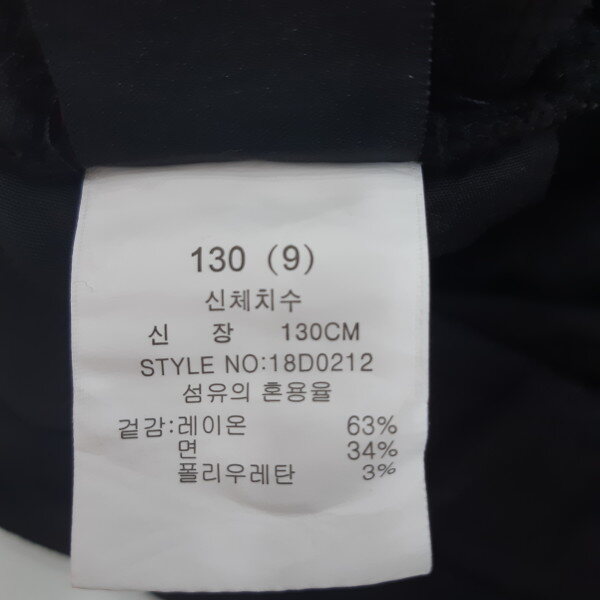 130 (9)
신체치수
신 장 130CM
STYLE NO:18D0212
섬유의 혼용율
겉감:레이온 63%
면 34%
폴리우레탄 3%